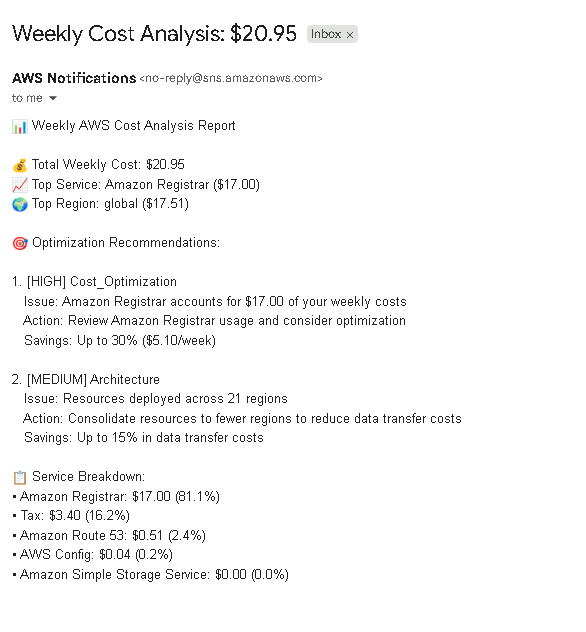 Weekly Cost Analysis: $20.95 Inbox ×
AWS Notifications <no-reply@sns.amazonaws.com>
to me
📊 Weekly AWS Cost Analysis Report
💰 Total Weekly Cost: $20.95
📈 Top Service: Amazon Registrar ($17.00)
🌍 Top Region: global ($17.51)
🎯 Optimization Recommendations:
1. [HIGH] Cost_Optimization
Issue: Amazon Registrar accounts for $17.00 of your weekly costs
Action: Review Amazon Registrar usage and consider optimization
Savings: Up to 30% ($5.10/week)
2. [MEDIUM] Architecture
Issue: Resources deployed across 21 regions
Action: Consolidate resources to fewer regions to reduce data transfer costs
Savings: Up to 15% in data transfer costs
📋 Service Breakdown:
• Amazon Registrar: $17.00 (81.1%)
• Tax: $3.40 (16.2%)
• Amazon Route 53: $0.51 (2.4%)
• AWS Config: $0.04 (0.2%)
• Amazon Simple Storage Service: $0.00 (0.0%)